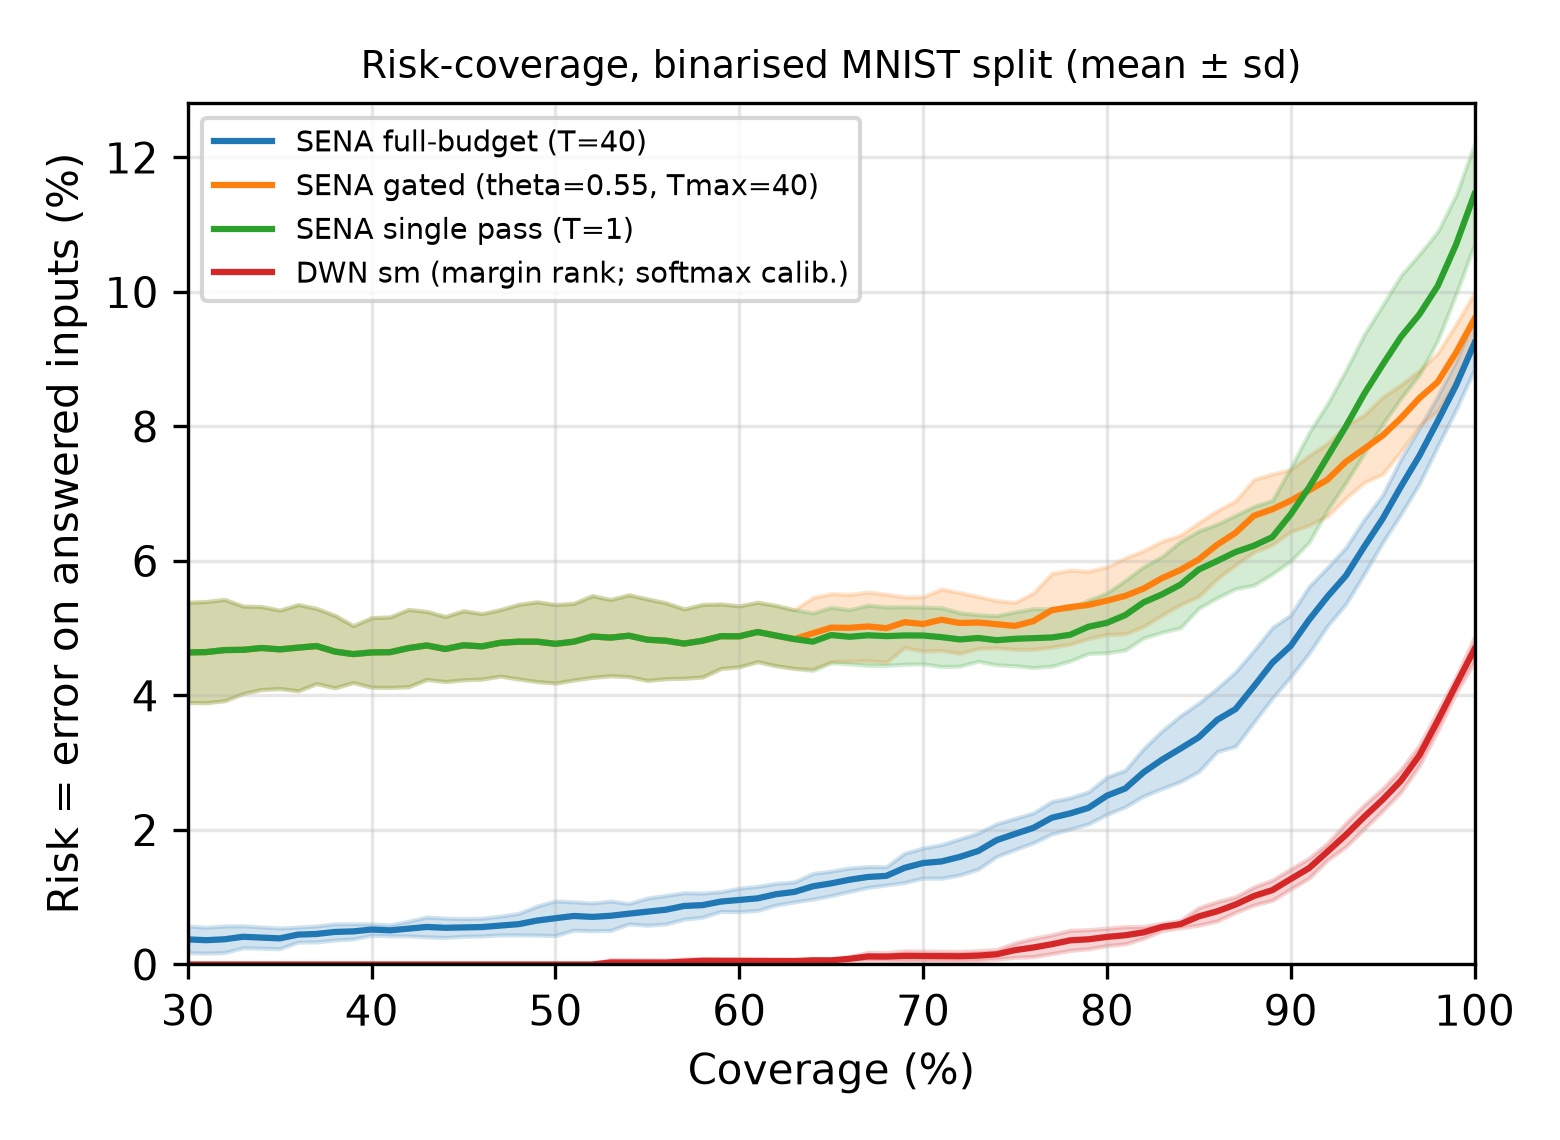 Risk-coverage, binarised MNIST split (mean ± sd)
SENA full-budget (T=40)
SENA gated (theta=0.55, Tmax=40)
SENA single pass (T=1)
DWN sm (margin rank; softmax calib.)
Risk = error on answered inputs (%)
12
10
8
6
4
2
0
30 40 50 60 70 80 90 100
Coverage (%)